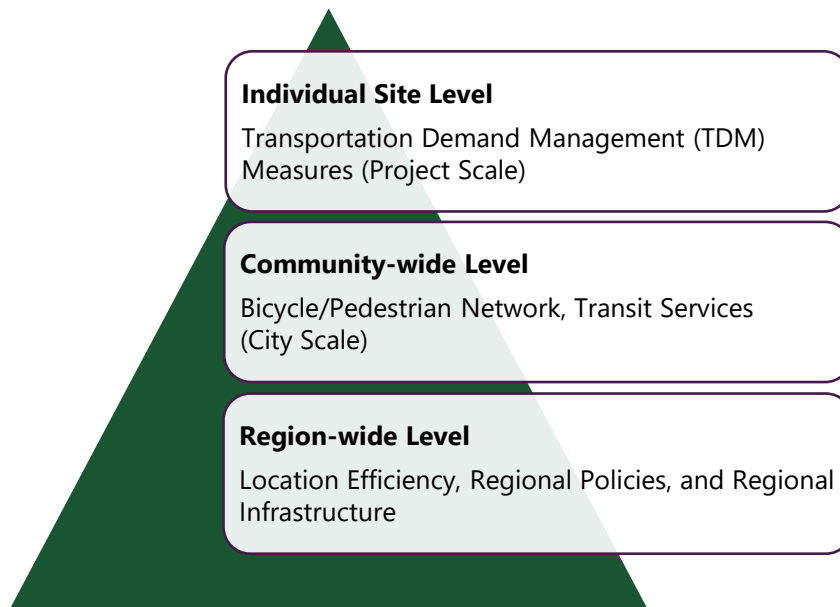 Individual Site Level
Transportation Demand Management (TDM)
Measures (Project Scale)
Community-wide Level
Bicycle/Pedestrian Network, Transit Services
(City Scale)
Region-wide Level
Location Efficiency, Regional Policies, and Regional
Infrastructure